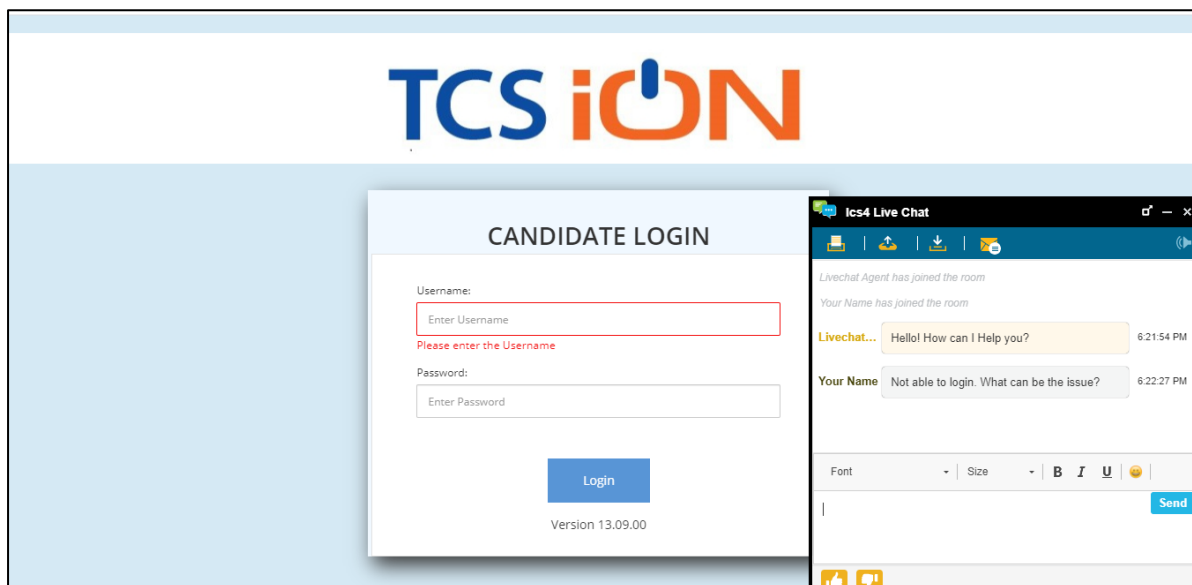 TCS iON
CANDIDATE LOGIN
Username:
Enter Username
Please enter the Username
Password:
Enter Password
Login
Version 13.09.00
Ics4 Live Chat
Livechat Agent has joined the room
Your Name has joined the room
Livechat... Hello! How can I Help you? 6:21:54 PM
Your Name Not able to login. What can be the issue? 6:22:27 PM
Font Size B I U
Send